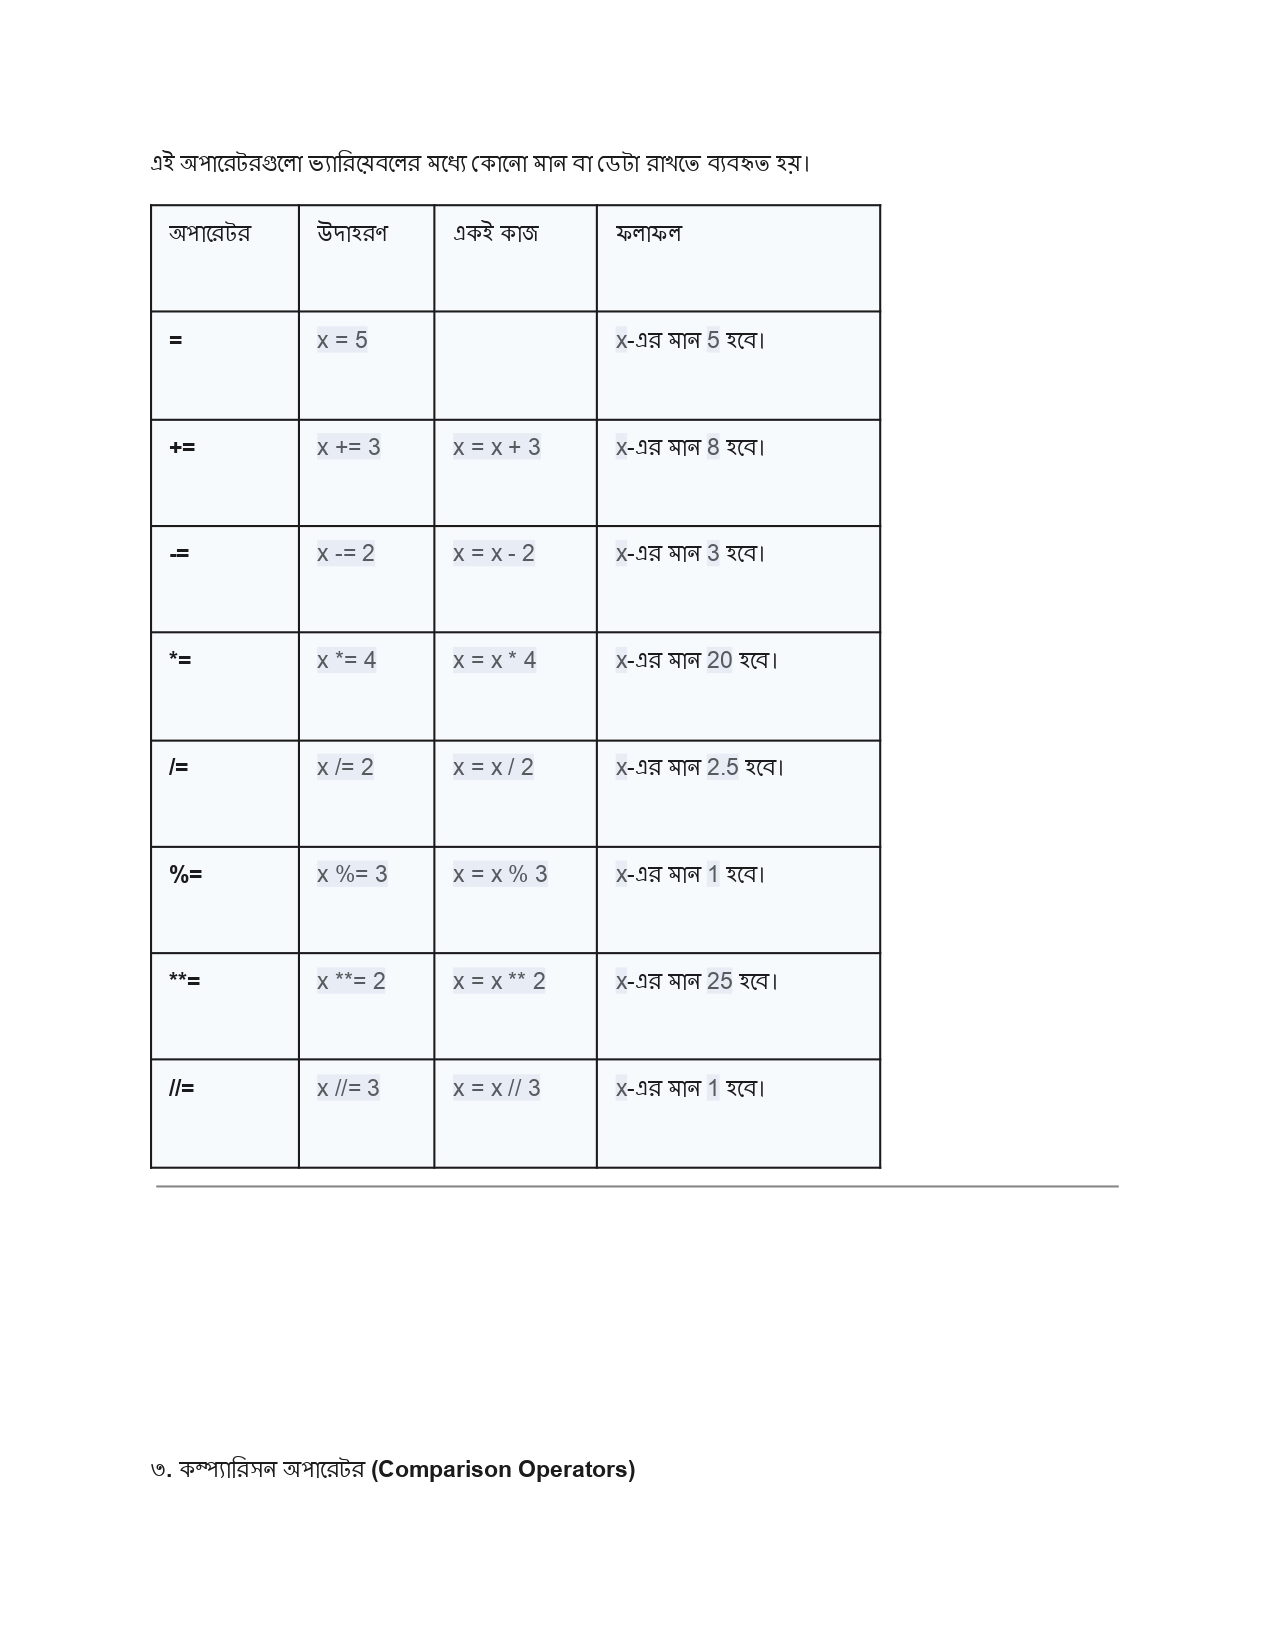 এই অপারেটরগুলো ভ্যারিয়েবলের মধ্যে কোনো মান বা ডেটা রাখতে ব্যবহৃত হয়।
অপারেটর উদাহরণ একই কাজ ফলাফল
= x = 5 x-এর মান 5 হবে।
+= x += 3 x = x + 3 x-এর মান 8 হবে।
-= x -= 2 x = x - 2 x-এর মান 3 হবে।
*= x *= 4 x = x * 4 x-এর মান 20 হবে।
/= x /= 2 x = x / 2 x-এর মান 2.5 হবে।
%= x %= 3 x = x % 3 x-এর মান 1 হবে।
**= x **= 2 x = x ** 2 x-এর মান 25 হবে।
//= x //= 3 x = x // 3 x-এর মান 1 হবে।
৩. কম্প্যারিসন অপারেটর (Comparison Operators)